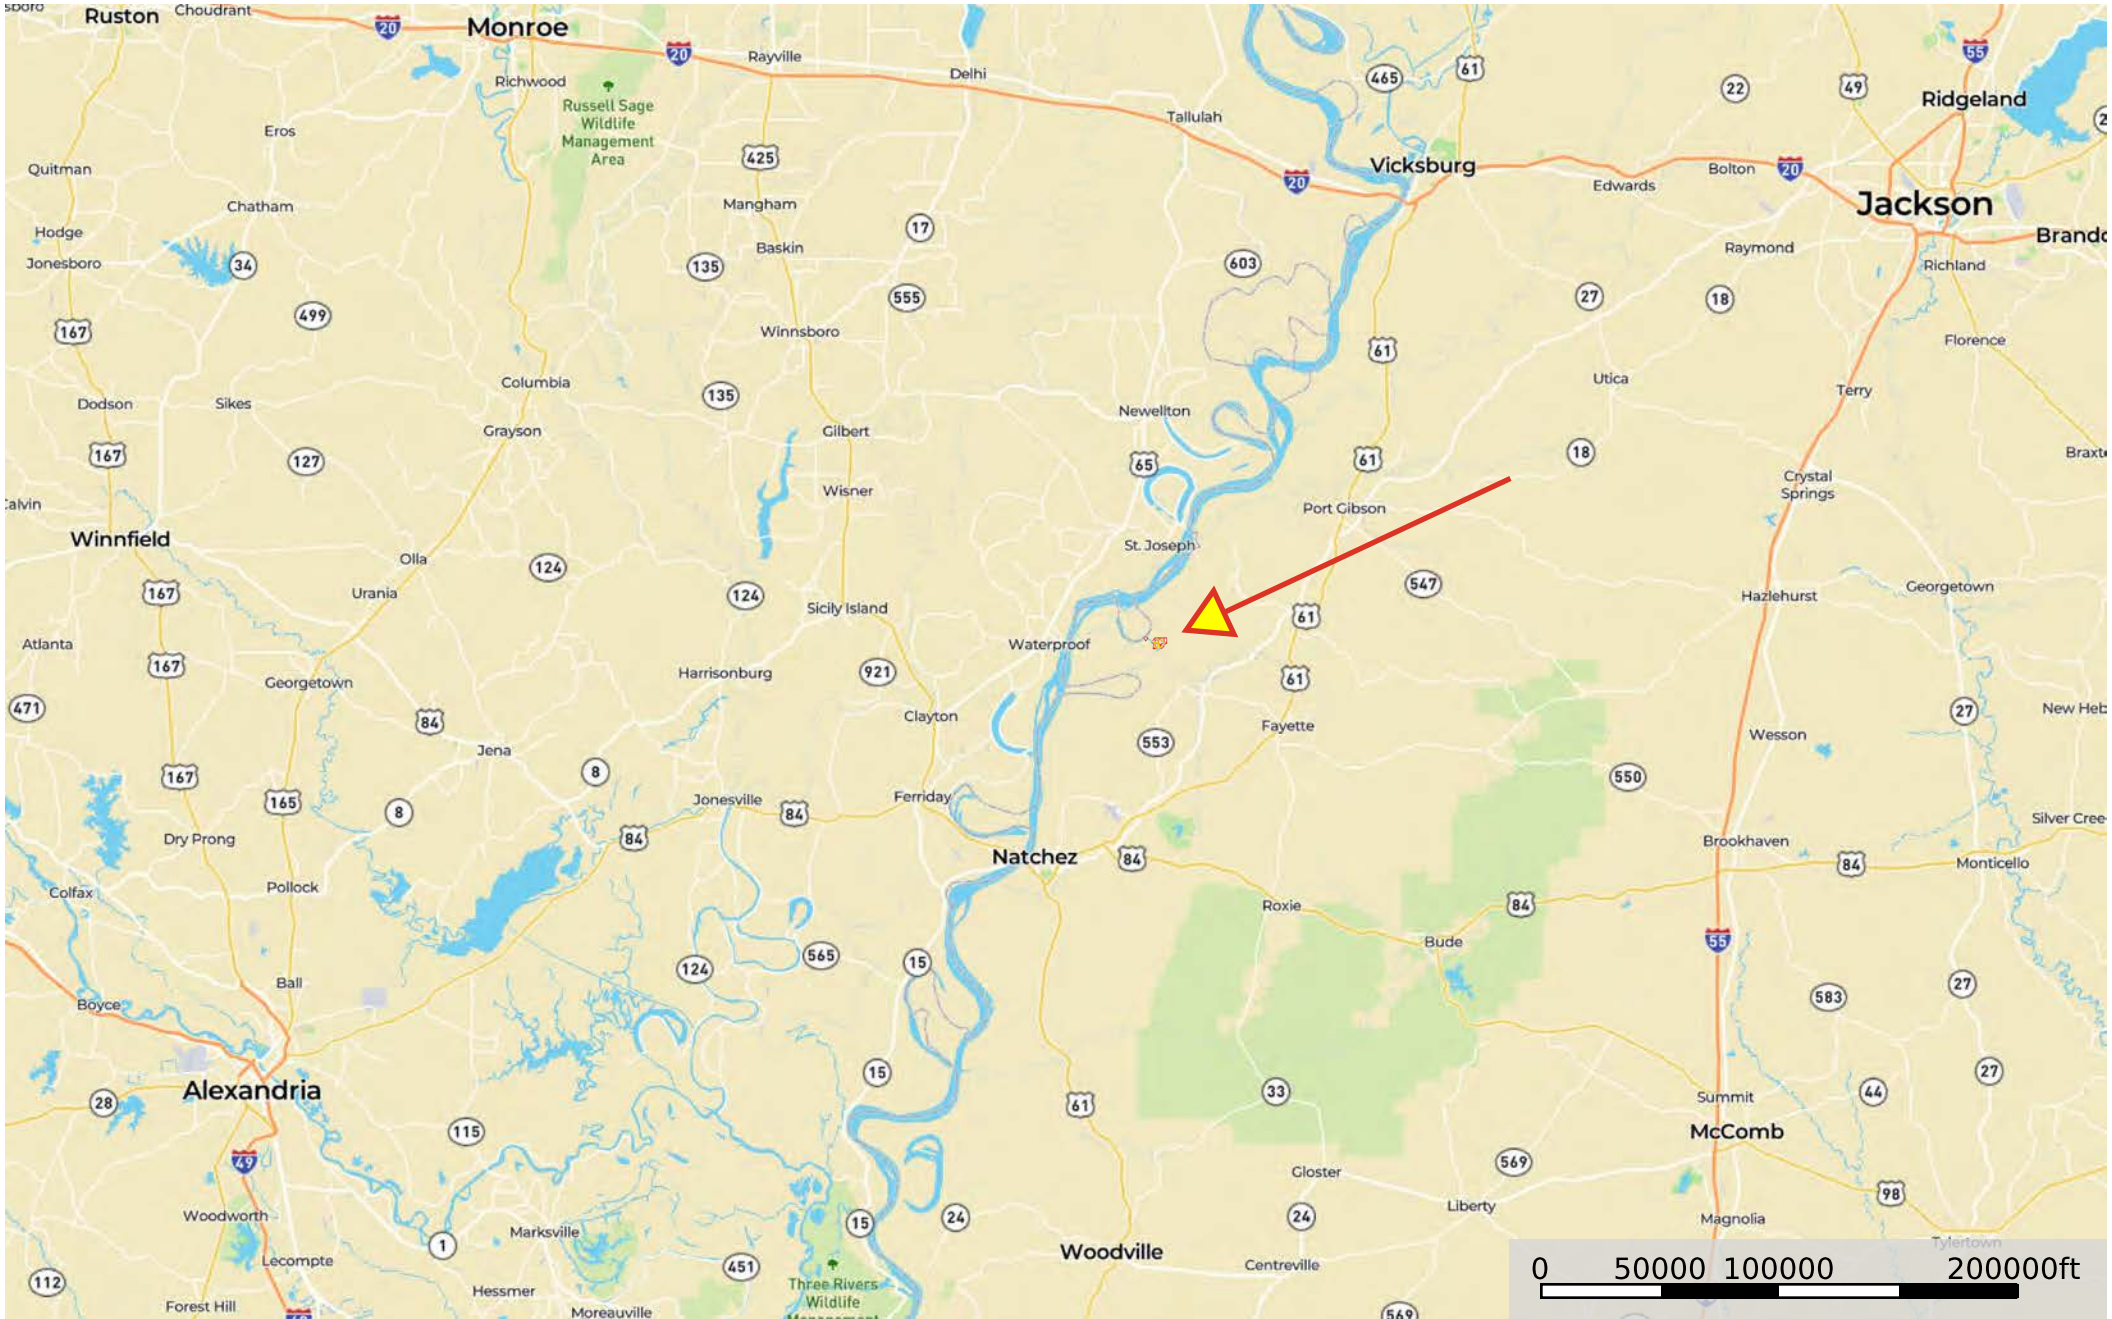 Ruston
Choudrant
20
Monroe
20
Rayville
Delhi
465
61
22
49
55
Ridgeland
Richwood
Russell Sage
Wildlife
Management
Area
Tallulah
Eros
425
Vicksburg
Quitman
20
Edwards
Bolton
20
Chatham
Mangham
Jackson
Hodge
17
Baskin
Raymond
Brando
Jonesboro
34
135
603
Richland
499
555
27
18
167
Winnsboro
61
Florence
Columbia
Utica
Dodson
Sikes
135
Newellton
Terry
Grayson
Gilbert
167
127
65
61
18
Braxt
Calvin
Wisner
Crystal
Springs
Port Gibson
Winnfield
St. Joseph
Olla
124
547
Georgetown
167
Urania
124
Sicily Island
Hazlehurst
61
Atlanta
Waterproof
167
Harrisonburg
921
61
Georgetown
471
84
Clayton
27
New Heb
Fayette
Jena
553
Wesson
167
8
550
165
8
Jonesville
84
Ferriday
Dry Prong
84
Silver Cree
Brookhaven
Natchez
84
84
Monticello
Colfax
Pollock
Roxie
84
Bude
55
124
565
15
Ball
27
Boyce
583
15
28
Alexandria
61
33
27
44
Summit
115
McComb
49
Gloster
569
98
Woodworth
Marksville
15
24
24
Liberty
Magnolia
1
Woodville
Tylertown
Lecompte
451
Centreville
112
Hessmer
Three Rivers
Wildlife
Management
Forest Hill
Moreauville
569
0 50000 100000 200000ft